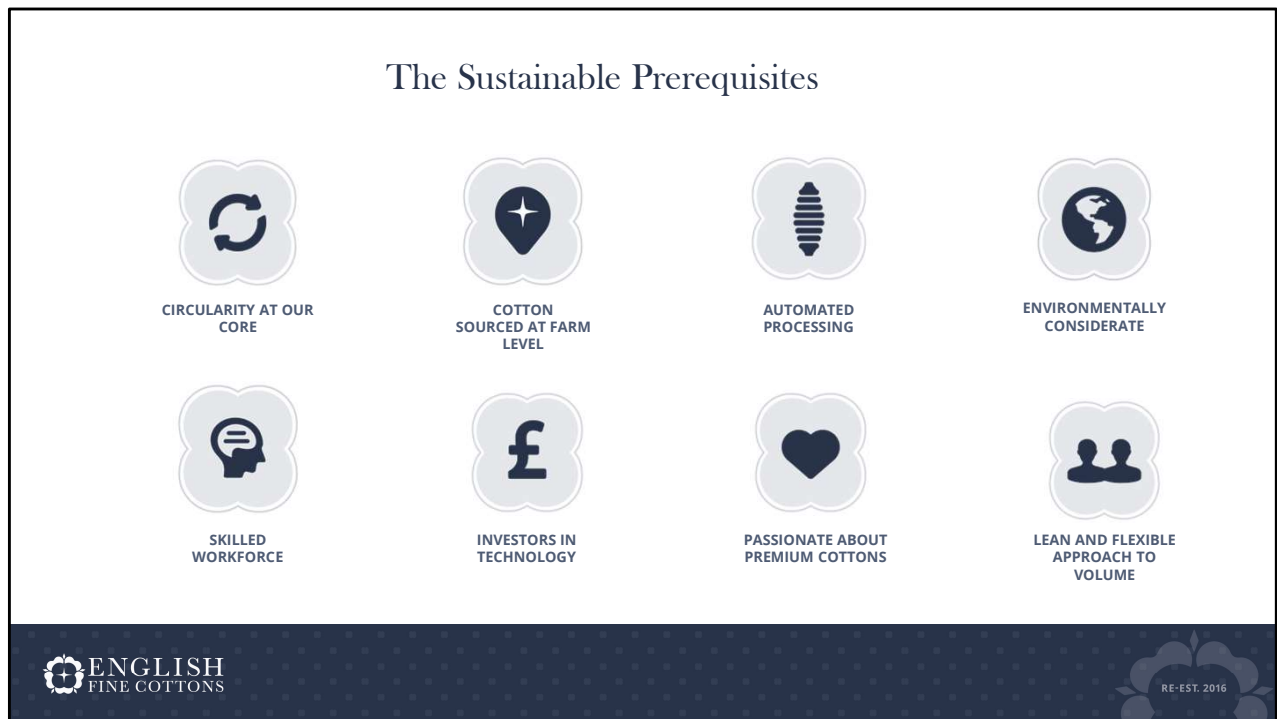 The Sustainable Prerequisites
CIRCULARITY AT OUR
CORE
COTTON
SOURCED AT FARM
LEVEL
AUTOMATED
PROCESSING
ENVIRONMENTALLY
CONSIDERATE
SKILLED
WORKFORCE
£
INVESTORS IN
TECHNOLOGY
PASSIONATE ABOUT
PREMIUM COTTONS
LEAN AND FLEXIBLE
APPROACH TO
VOLUME
ENGLISH
FINE COTTONS
RE-EST. 2016